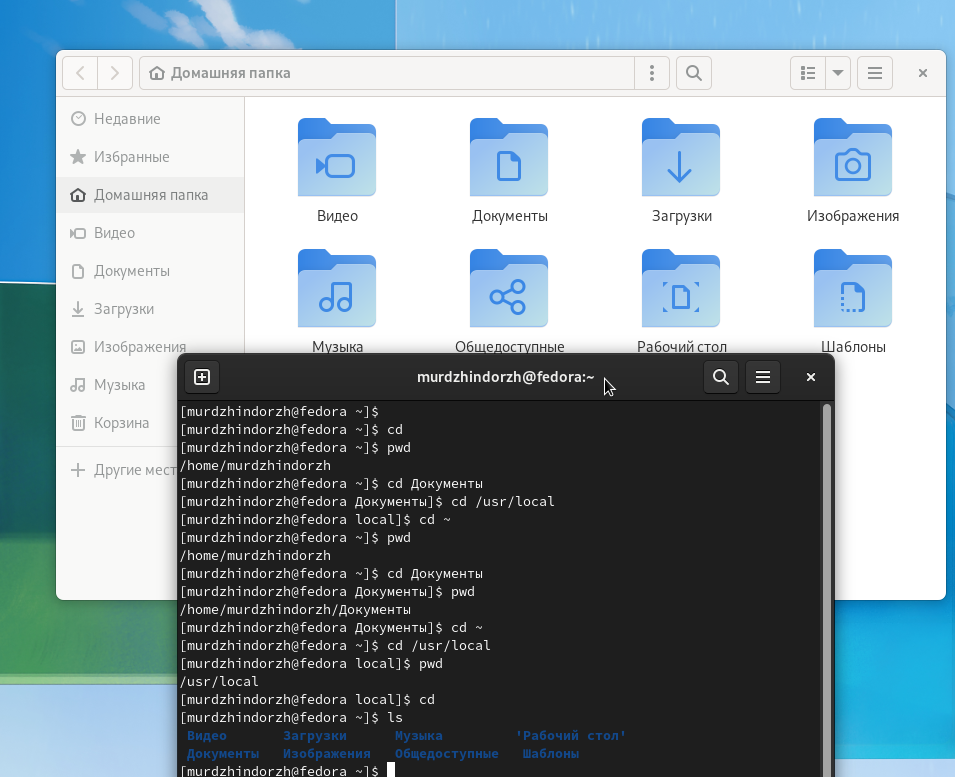 Домашняя папка
Недавние
Избранные
Домашняя папка
Видео
Документы
Загрузки
Изображения
Музыка
Корзина
Другие мест
Видео Документы Загрузки Изображения
Музыка Общедоступные Рабочий стол Шаблоны
murdzhindorzh@fedora:~
[murdzhindorzh@fedora ~]$
[murdzhindorzh@fedora ~]$ cd
[murdzhindorzh@fedora ~]$ pwd
/home/murdzhindorzh
[murdzhindorzh@fedora ~]$ cd Документы
[murdzhindorzh@fedora Документы]$ cd /usr/local
[murdzhindorzh@fedora local]$ cd ~
[murdzhindorzh@fedora ~]$ pwd
/home/murdzhindorzh
[murdzhindorzh@fedora ~]$ cd Документы
[murdzhindorzh@fedora Документы]$ pwd
/home/murdzhindorzh/Документы
[murdzhindorzh@fedora Документы]$ cd ~
[murdzhindorzh@fedora ~]$ cd /usr/local
[murdzhindorzh@fedora local]$ pwd
/usr/local
[murdzhindorzh@fedora local]$ cd
[murdzhindorzh@fedora ~]$ ls
Видео Загрузки Музыка 'Рабочий стол'
Документы Изображения Общедоступные Шаблоны
[murdzhindorzh@fedora ~]$